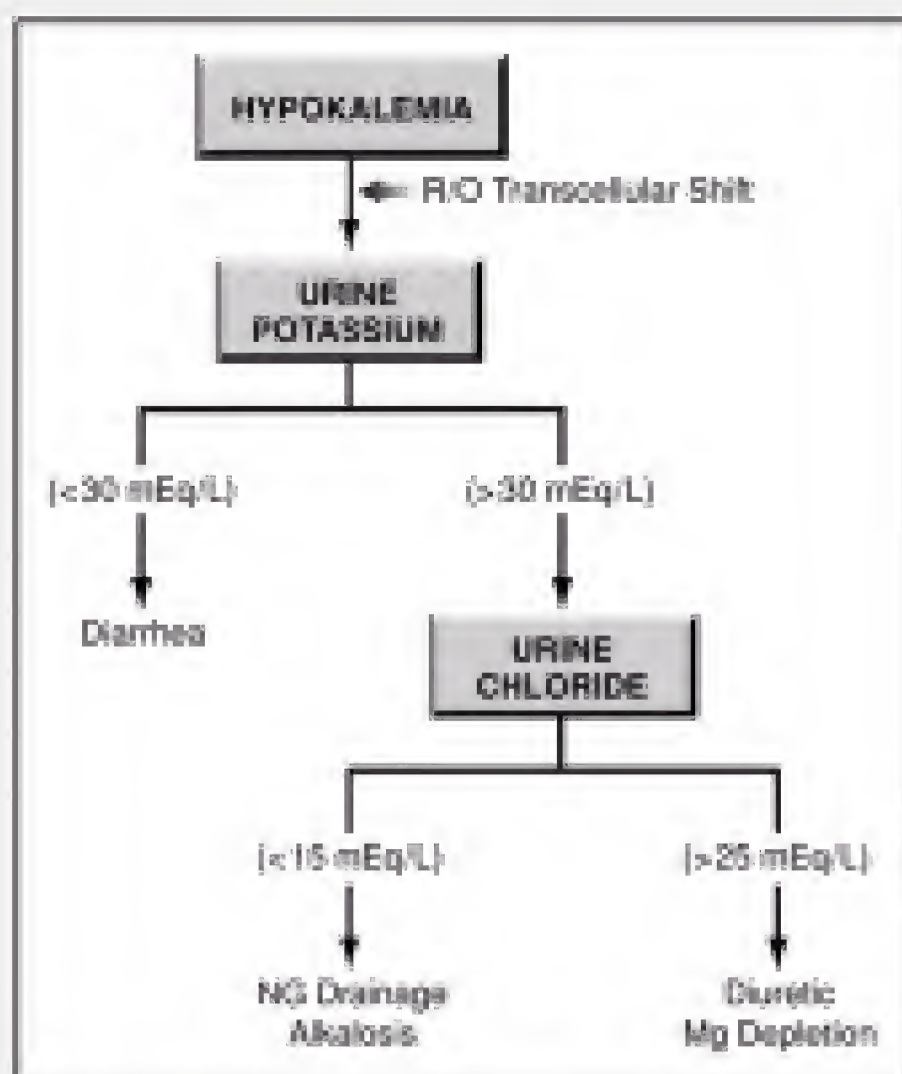 HYPOKALEMIA
R/O Transcellular Shift
URINE
POTASSIUM
(<30 mEq/L)
(>30 mEq/L)
Diarrhea
URINE
CHLORIDE
(<15 mEq/L)
(>25 mEq/L)
NG Drainage
Alkalosis
Diuretic
Mg Depletion